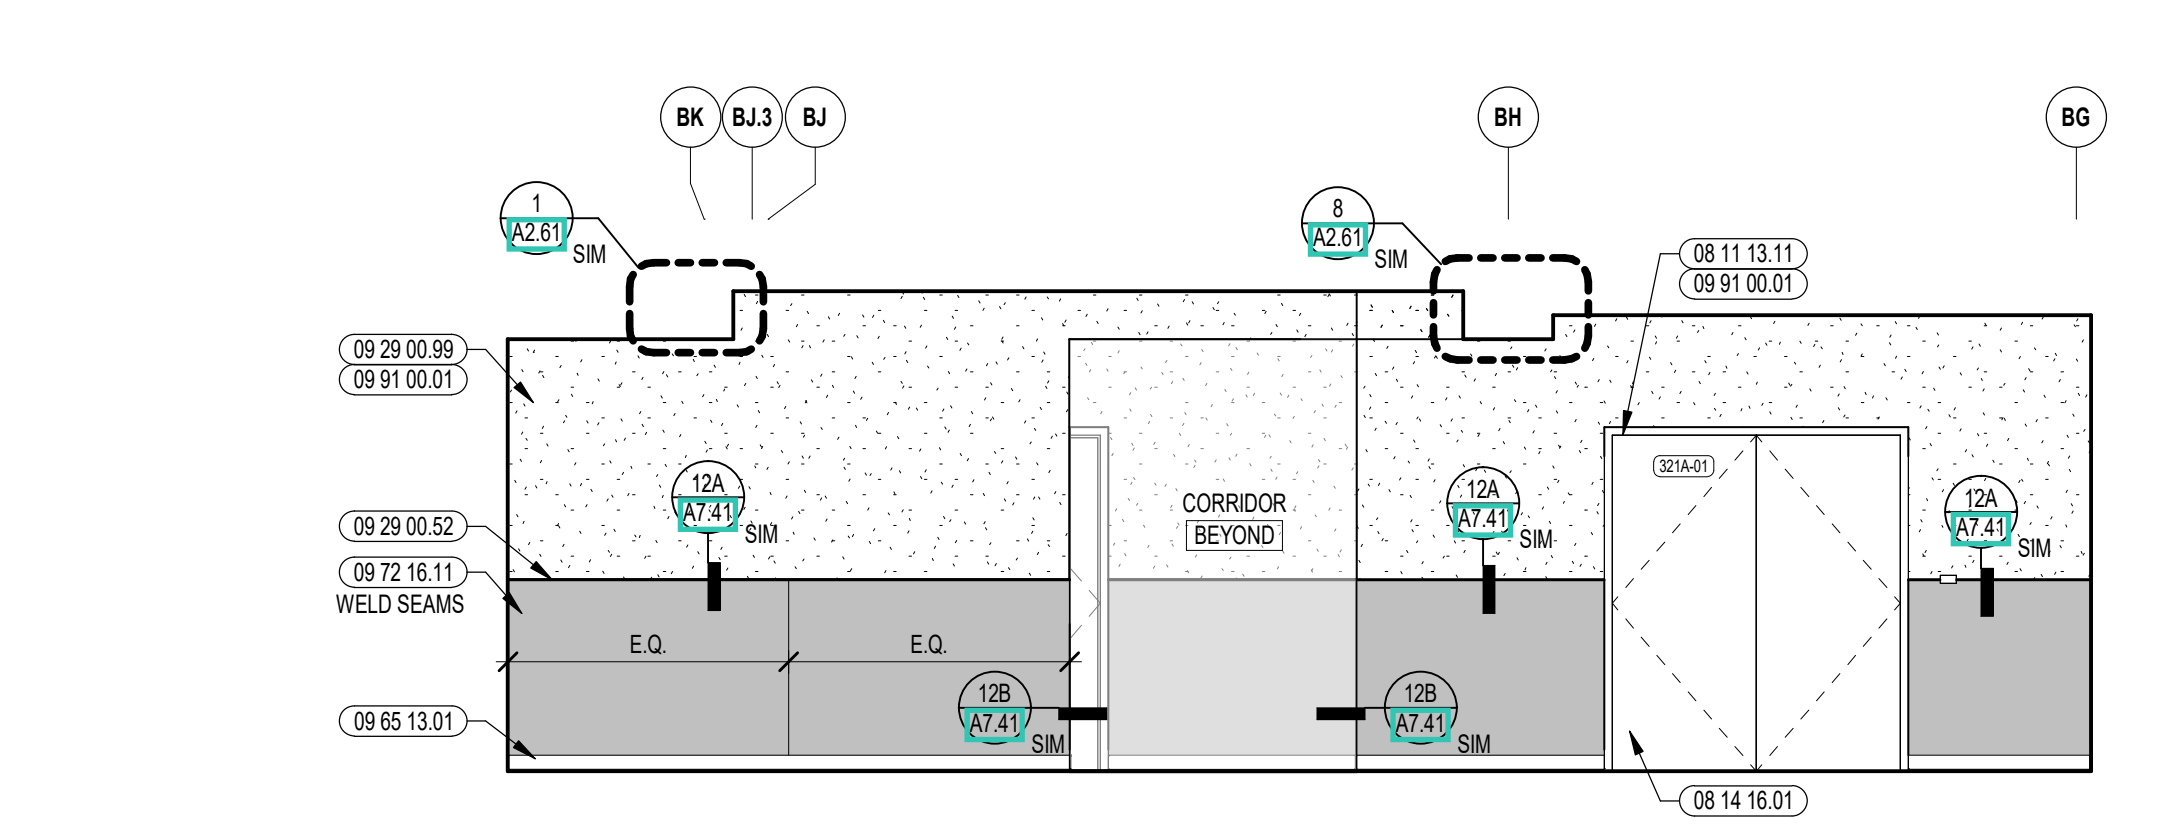 BK
BJ.3
BJ
BH
BG
1
A2.61
SIM
8
A2.61
SIM
08 11 13.11
09 91 00.01
09 29 00.99
09 91 00.01
321A-01
12A
A7.41
SIM
CORRIDOR
BEYOND
12A
A7.41
SIM
12A
A7.41
SIM
09 29 00.52
09 72 16.11
WELD SEAMS
E.Q.
E.Q.
12B
A7.41
SIM
12B
A7.41
SIM
09 65 13.01
08 14 16.01